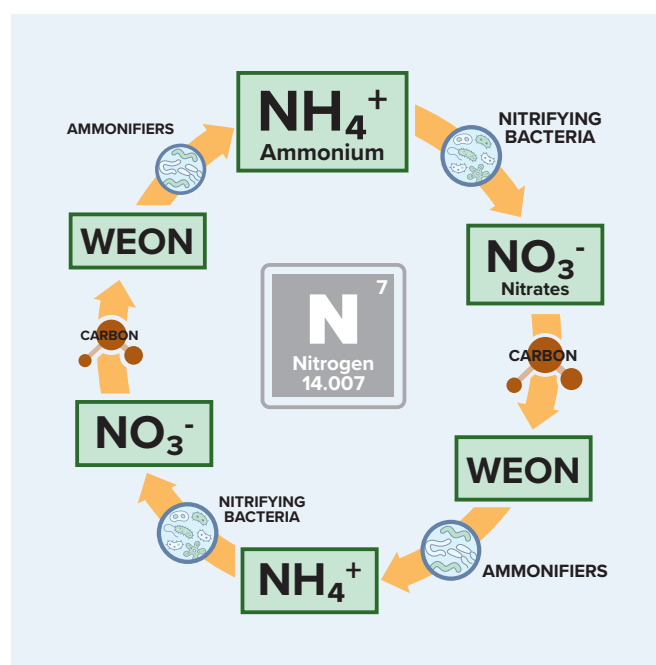 NH₄⁺
Ammonium
NITRIFYING
BACTERIA
NO₃⁻
Nitrates
CARBON
WEON
AMMONIFIERS
NH₄⁺
NITRIFYING
BACTERIA
NO₃⁻
CARBON
WEON
AMMONIFIERS
7
N
Nitrogen
14.007